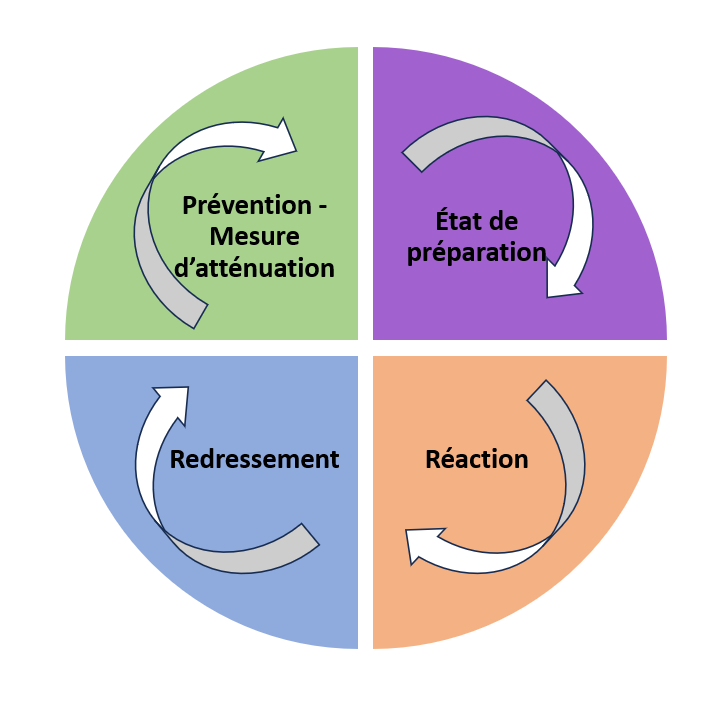 Prévention -
Mesure
d’atténuation
État de
préparation
Redressement
Réaction